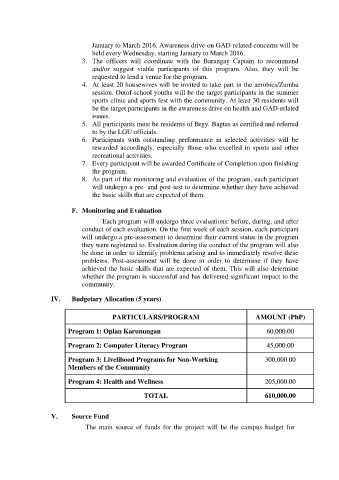 January to March 2016. Awareness drive on GAD-related concerns will be
held every Wednesday, starting January to March 2016.
3. The officers will coordinate with the Barangay Captain to recommend
and/or suggest viable participants of this program. Also, they will be
requested to lend a venue for the program.
4. At least 20 housewives will be invited to take part in the aerobics/Zumba
session. Outof-school youths will be the target participants in the summer
sports clinic and sports fest with the community. At least 30 residents will
be the target participants in the awareness drive on health and GAD-related
issues.
5. All participants must be residents of Brgy. Bagtas as certified and referred
to by the LGU officials.
6. Participants with outstanding performance in selected activities will be
rewarded accordingly, especially those who excelled in sports and other
recreational activities.
7. Every participant will be awarded Certificate of Completion upon finishing
the program.
8. As part of the monitoring and evaluation of the program, each participant
will undergo a pre- and post-test to determine whether they have achieved
the basic skills that are expected of them.
F. Monitoring and Evaluation
Each program will undergo three evaluations: before, during, and after
conduct of each evaluation. On the first week of each session, each participant
will undergo a pre-assessment to determine their current status in the program
they were registered to. Evaluation during the conduct of the program will also
be done in order to identify problems arising and to immediately resolve these
problems. Post-assessment will be done in order to determine if they have
achieved the basic skills that are expected of them. This will also determine
whether the program is successful and has delivered significant impact to the
community.
IV. Budgetary Allocation (5 years)
PARTICULARS/PROGRAM AMOUNT (PhP)
Program 1: Oplan Karunungan 60,000.00
Program 2: Computer Literacy Program 45,000.00
Program 3: Livelihood Programs for Non-Working 300,000.00
Members of the Community
Program 4: Health and Wellness 205,000.00
TOTAL 610,000.00
V. Source Fund
The main source of funds for the project will be the campus budget for